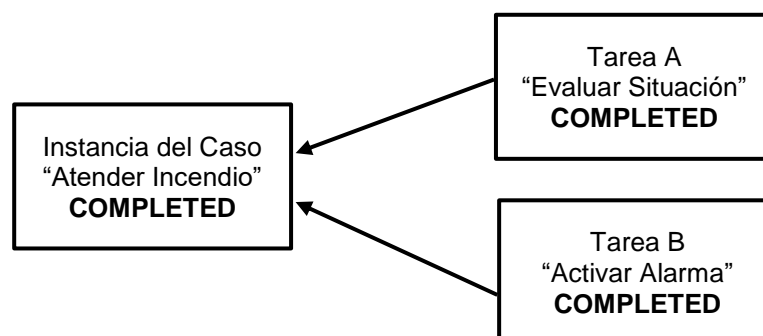 Instancia del Caso
“Atender Incendio”
COMPLETED
Tarea A
“Evaluar Situación”
COMPLETED
Tarea B
“Activar Alarma”
COMPLETED